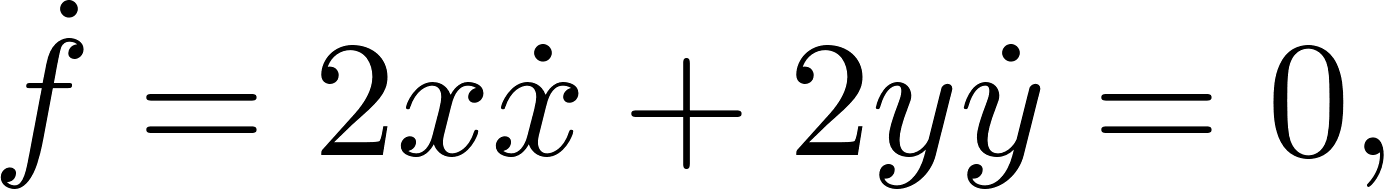 ḟ = 2xẋ + 2yẏ = 0,